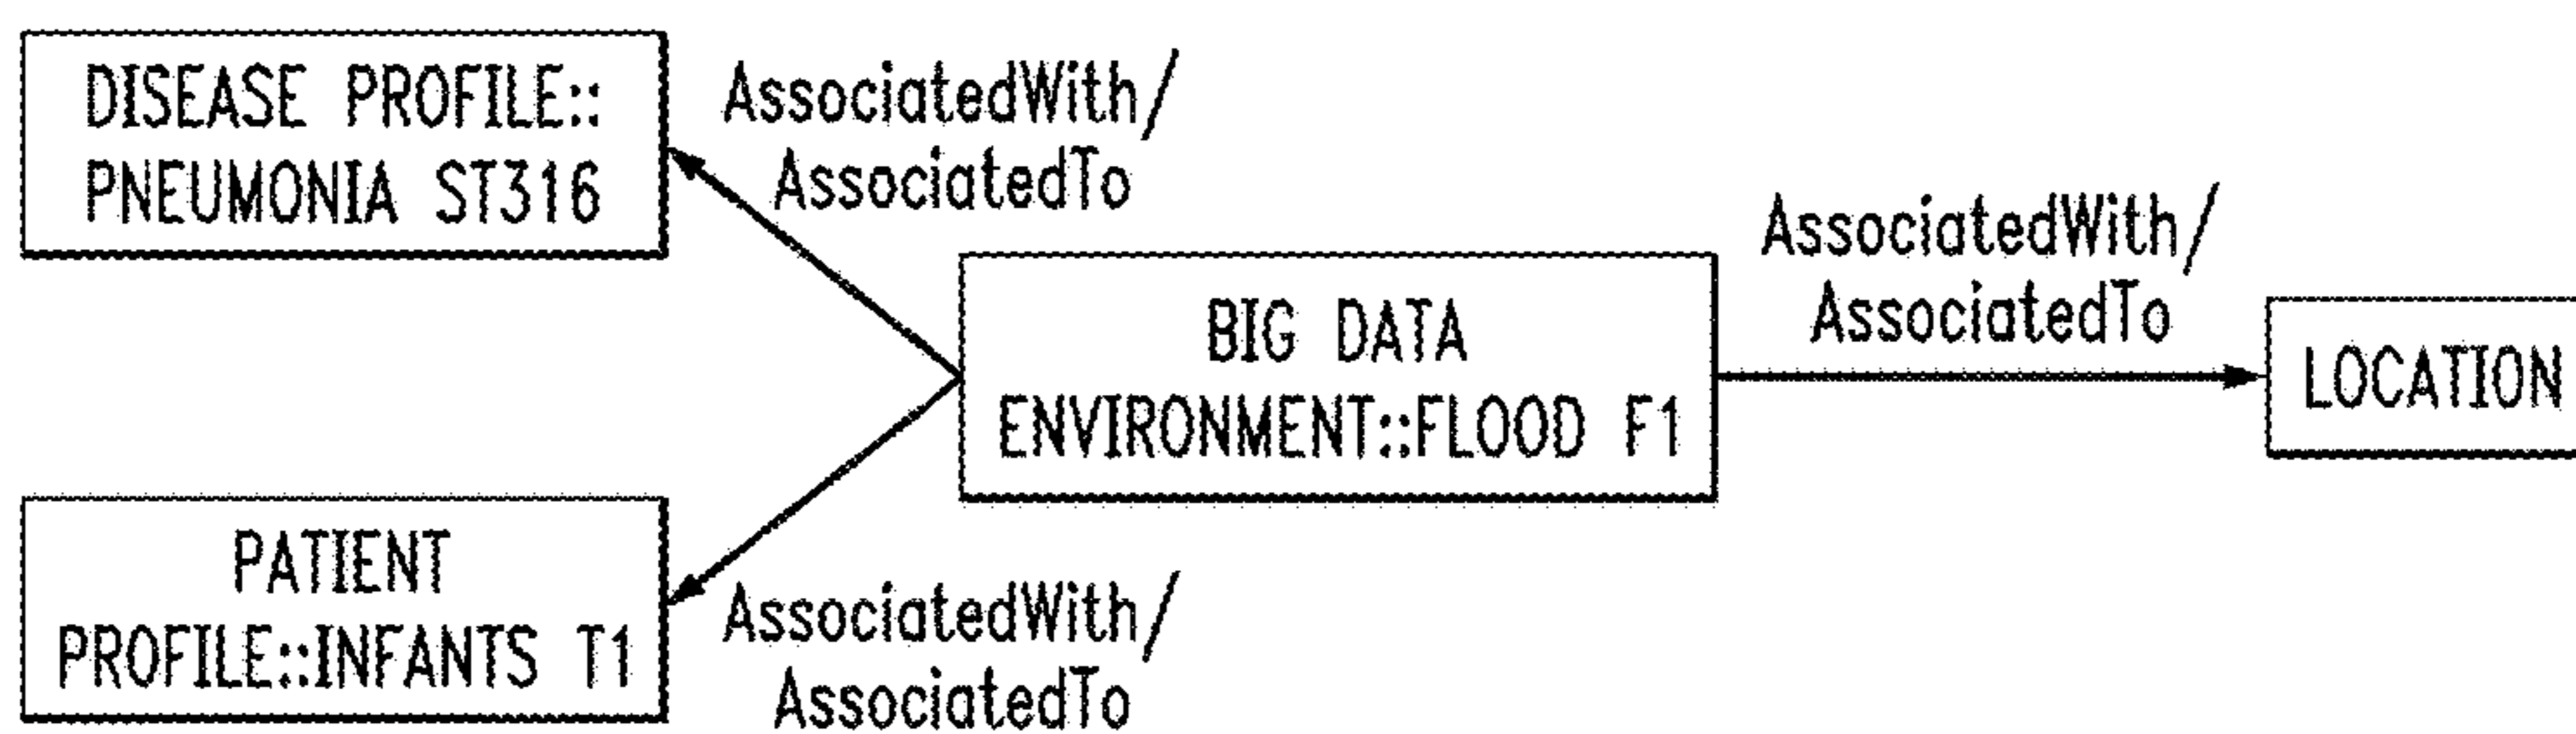 DISEASE PROFILE::
PNEUMONIA ST316
AssociatedWith/
AssociatedTo
BIG DATA
ENVIRONMENT::FLOOD F1
AssociatedWith/
AssociatedTo
LOCATION
PATIENT
PROFILE::INFANTS T1
AssociatedWith/
AssociatedTo